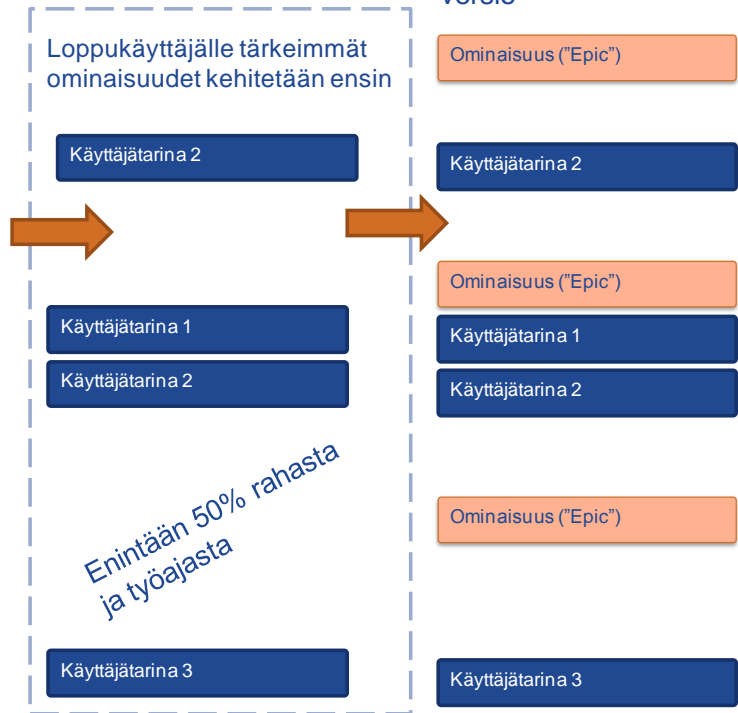 Loppukäyttäjälle tärkeimmät
ominaisuudet kehitetään ensin
Käyttäjätarina 2
Käyttäjätarina 1
Käyttäjätarina 2
Enintään 50% rahasta
ja työajasta
Käyttäjätarina 3
versio
Ominaisuus ("Epic")
Käyttäjätarina 2
Ominaisuus ("Epic")
Käyttäjätarina 1
Käyttäjätarina 2
Ominaisuus ("Epic")
Käyttäjätarina 3